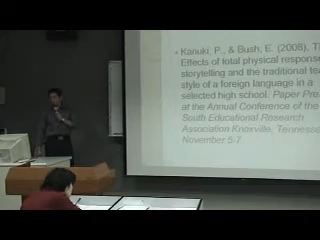 • Kariuki, P., & Bush, E. (2008). Th
Effects of total physical response
storytelling and the traditional tea
style of a foreign language in a
selected high school. Paper Pre
at the Annual Conference of the
South Educational Research
Association Knoxville, Tennesse
November 5-7